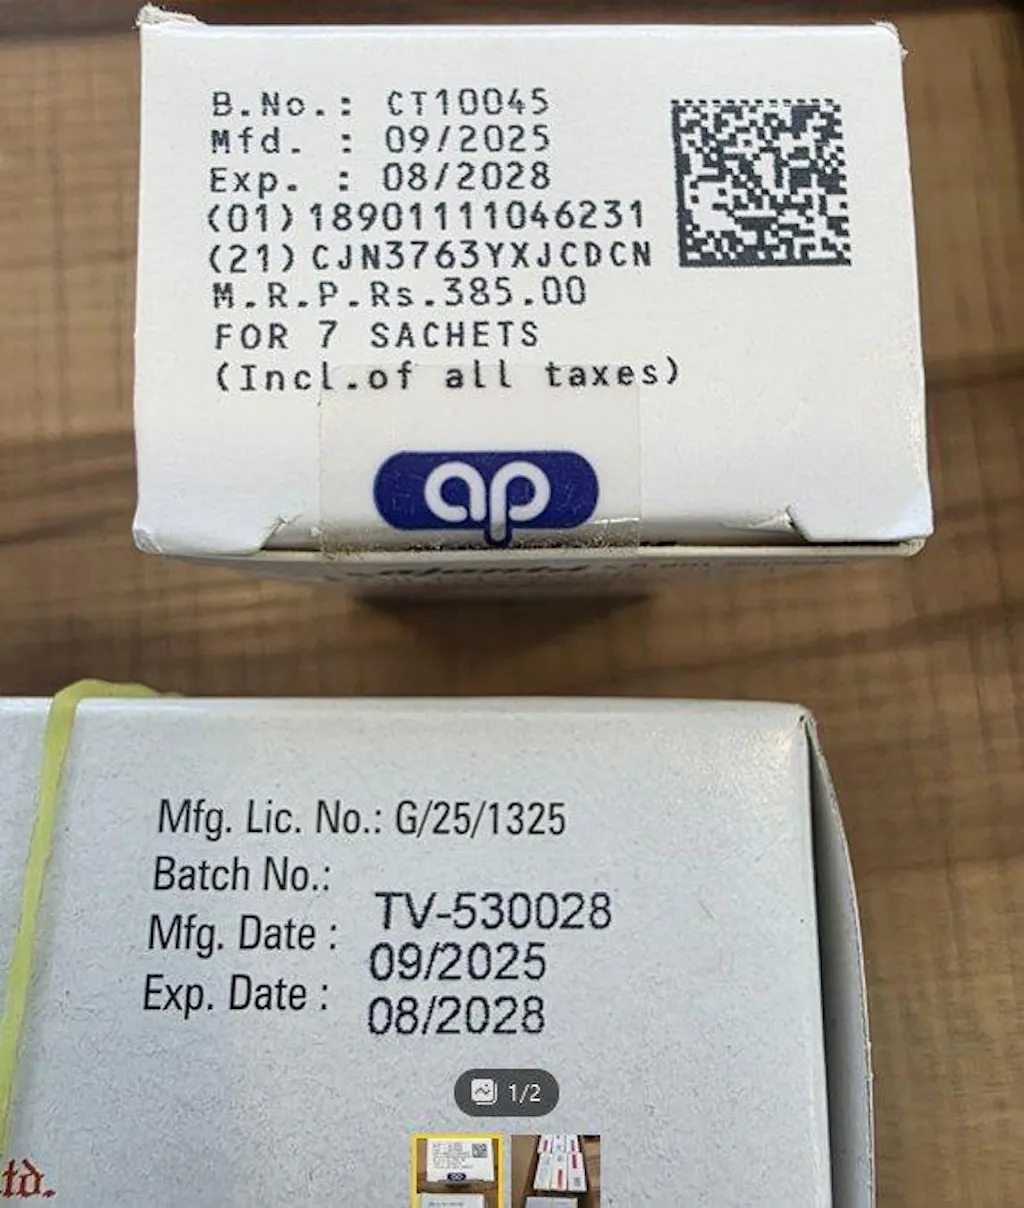 B.No.: CT10045
Mfd. : 09/2025
Exp. : 08/2028
(01)18901111046231
(21)CJN3763YXJCDCN
M.R.P.Rs.385.00
FOR 7 SACHETS
(Incl.of all taxes)
ap
Mfg. Lic. No.: G/25/1325
Batch No.:
TV-530028
Mfg. Date :
09/2025
Exp. Date :
08/2028
1/2
td.